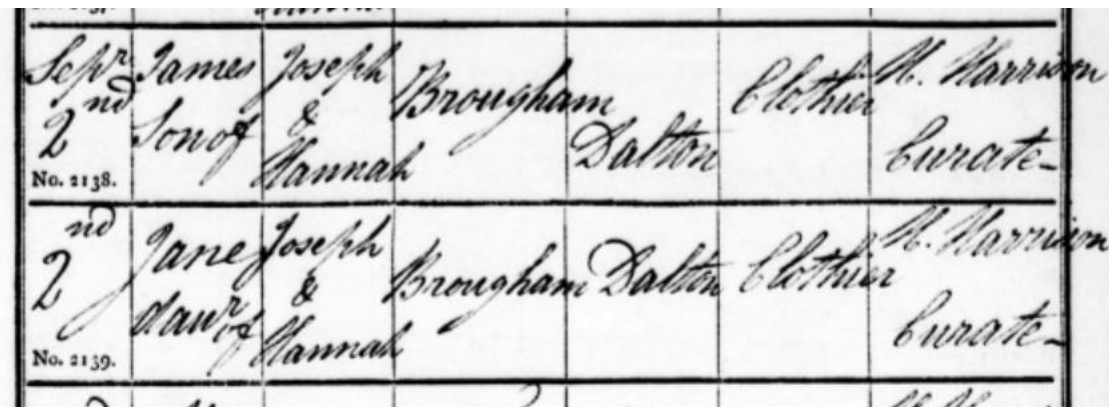 Sepr James Joseph Brougham Clothier H. Harrison
2nd Son of & Dalton Curate
No. 2138. Hannah
2nd Jane Joseph Brougham Dalton Clothier H. Harrison
daur of & Curate
No. 2139. Hannah